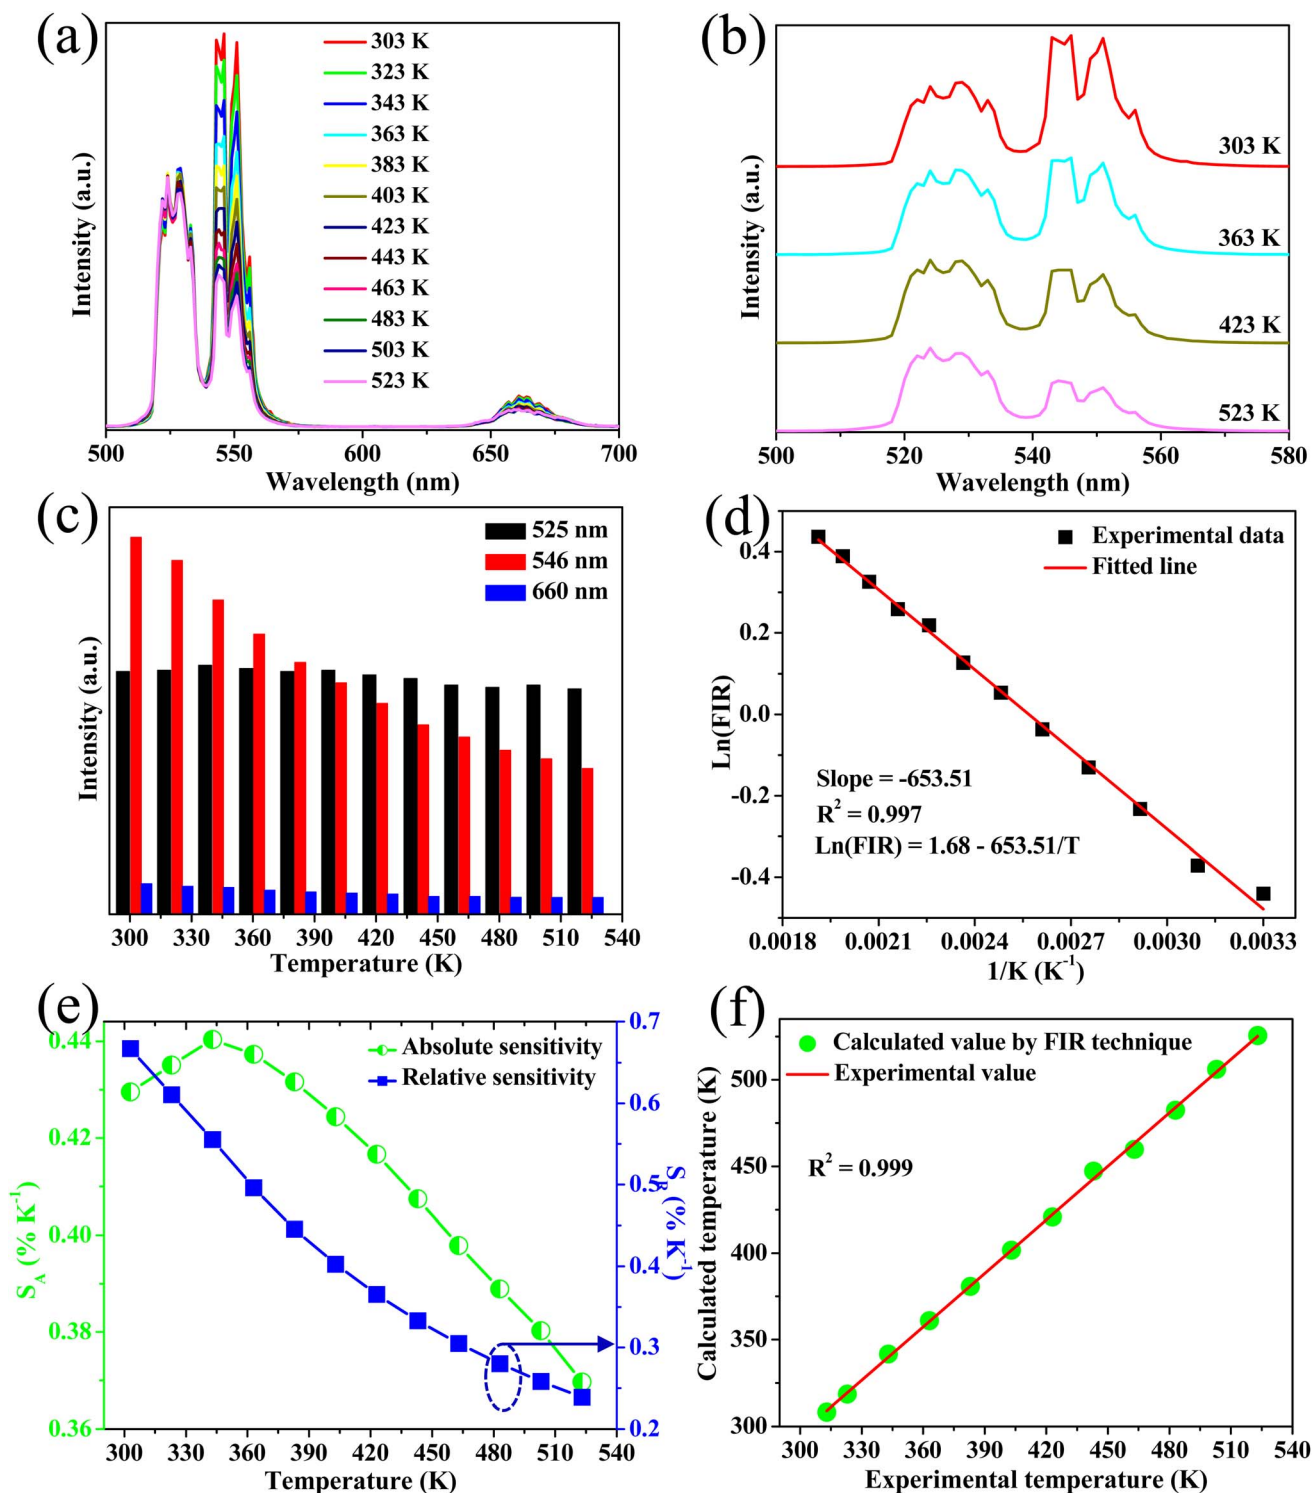 (a)
303 K
323 K
343 K
363 K
383 K
403 K
423 K
443 K
463 K
483 K
503 K
523 K
Intensity (a.u.)
500 550 600 650 700
Wavelength (nm)
(b)
303 K
363 K
423 K
523 K
Intensity (a.u.)
500 520 540 560 580
Wavelength (nm)
(c)
525 nm
546 nm
660 nm
Intensity (a.u.)
300 330 360 390 420 450 480 510 540
Temperature (K)
(d)
Experimental data
Fitted line
0.4
0.2
0.0
-0.2
-0.4
Ln(FIR)
Slope = -653.51
R² = 0.997
Ln(FIR) = 1.68 - 653.51/T
0.0018 0.0021 0.0024 0.0027 0.0030 0.0033
1/K (K⁻¹)
(e)
Absolute sensitivity
Relative sensitivity
0.44
0.42
0.40
0.38
0.36
S_A (% K⁻¹)
0.7
0.6
0.5
0.4
0.3
0.2
S_R (% K⁻¹)
300 330 360 390 420 450 480 510 540
Temperature (K)
(f)
Calculated value by FIR technique
Experimental value
R² = 0.999
500
450
400
350
300
Calculated temperature (K)
300 330 360 390 420 450 480 510 540
Experimental temperature (K)